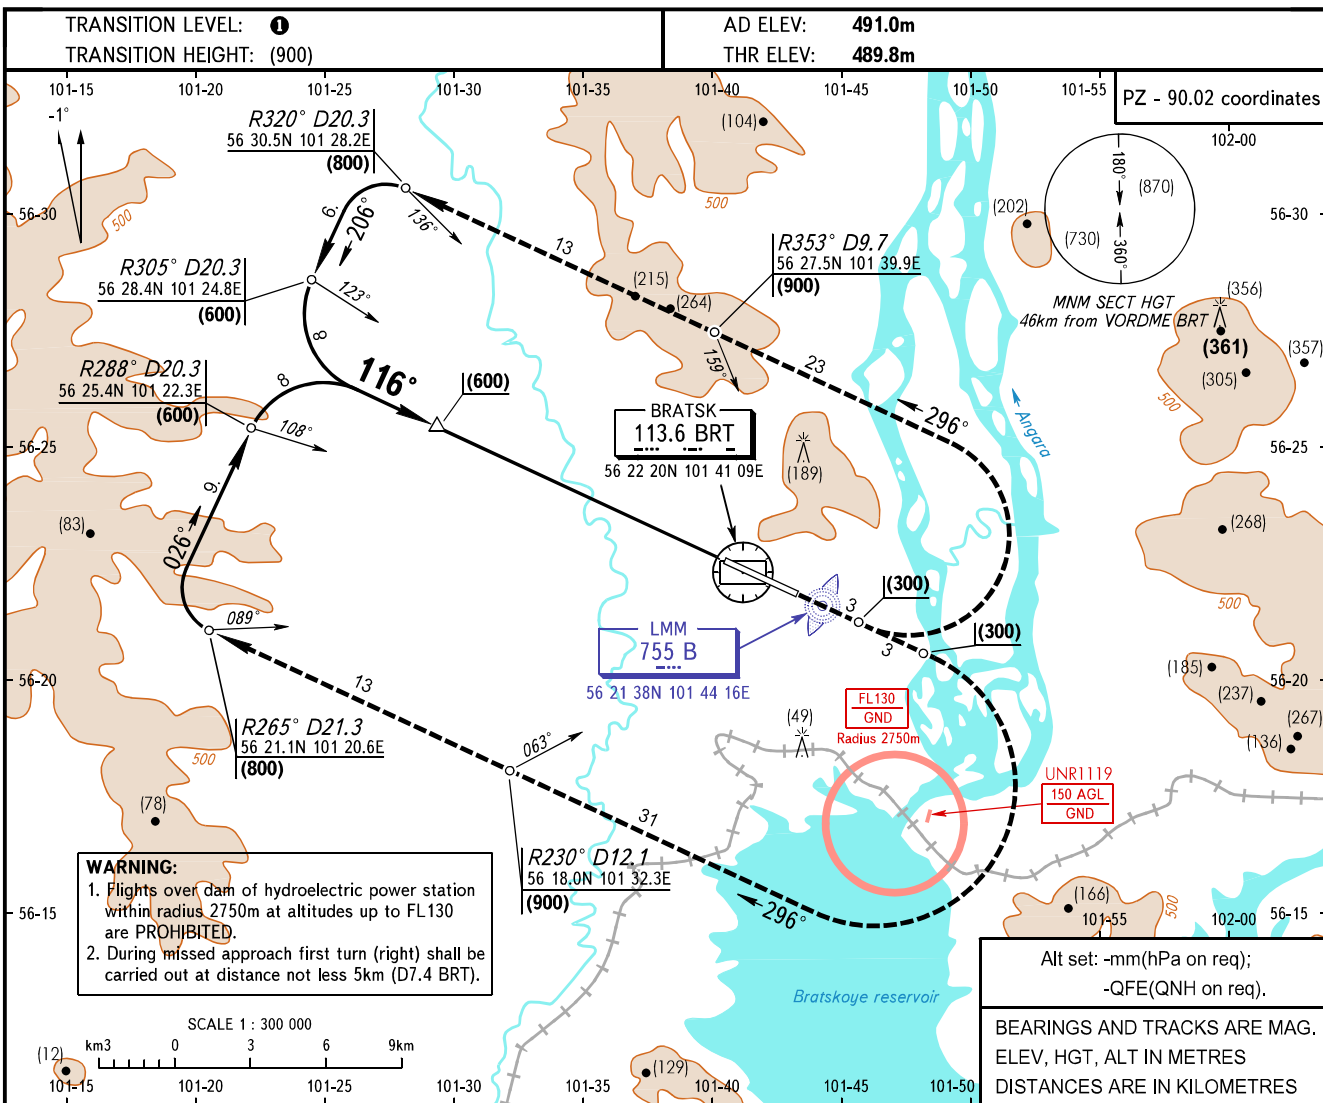 TRANSITION LEVEL: ❶
TRANSITION HEIGHT: (900)
AD ELEV: 491.0m
THR ELEV: 489.8m
101-15
101-20
101-25
101-30
101-35
101-40
101-45
101-50
101-55
PZ - 90.02 coordinates
102-00
-1°
R320° D20.3
56 30.5N 101 28.2E
(800)
(104)
180°
(870)
(730)
360°
MNM SECT HGT
46km from VORDME BRT
(202)
56-30
56-30
500
500
136°
6.
206°
13
R353° D9.7
56 27.5N 101 39.9E
(900)
R305° D20.3
56 28.4N 101 24.8E
(600)
123°
(215)
(264)
159°
(356)
(361)
(357)
(305)
500
8
R288° D20.3
56 25.4N 101 22.3E
(600)
8
116°
(600)
23
296°
Angara
108°
BRATSK
113.6 BRT
56 22 20N 101 41 09E
(189)
56-25
56-25
(83)
9.
026°
(268)
500
089°
LMM
755 B
56 21 38N 101 44 16E
3
(300)
3
(300)
56-20
56-20
13
(185)
(237)
(267)
(136)
R265° D21.3
56 21.1N 101 20.6E
(800)
500
063°
(49)
FL130
GND
Radius 2750m
UNR1119
150 AGL
GND
(78)
31
R230° D12.1
56 18.0N 101 32.3E
(900)
296°
(166)
500
WARNING:
1. Flights over dam of hydroelectric power station
within radius 2750m at altitudes up to FL130
are PROHIBITED.
2. During missed approach first turn (right) shall be
carried out at distance not less 5km (D7.4 BRT).
56-15
101-55
102-00
56-15
Bratskoye reservoir
Alt set: -mm(hPa on req);
-QFE(QNH on req).
SCALE 1 : 300 000
km3 0 3 6 9km
(12)
(129)
BEARINGS AND TRACKS ARE MAG.
ELEV, HGT, ALT IN METRES
DISTANCES ARE IN KILOMETRES
101-15
101-20
101-25
101-30
101-35
101-40
101-45
101-50